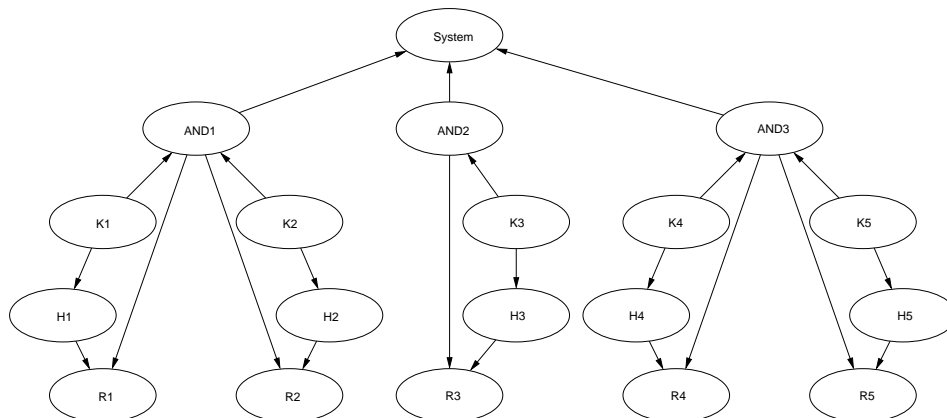 System
AND1
AND2
AND3
K1
K2
K3
K4
K5
H1
H2
H3
H4
H5
R1
R2
R3
R4
R5